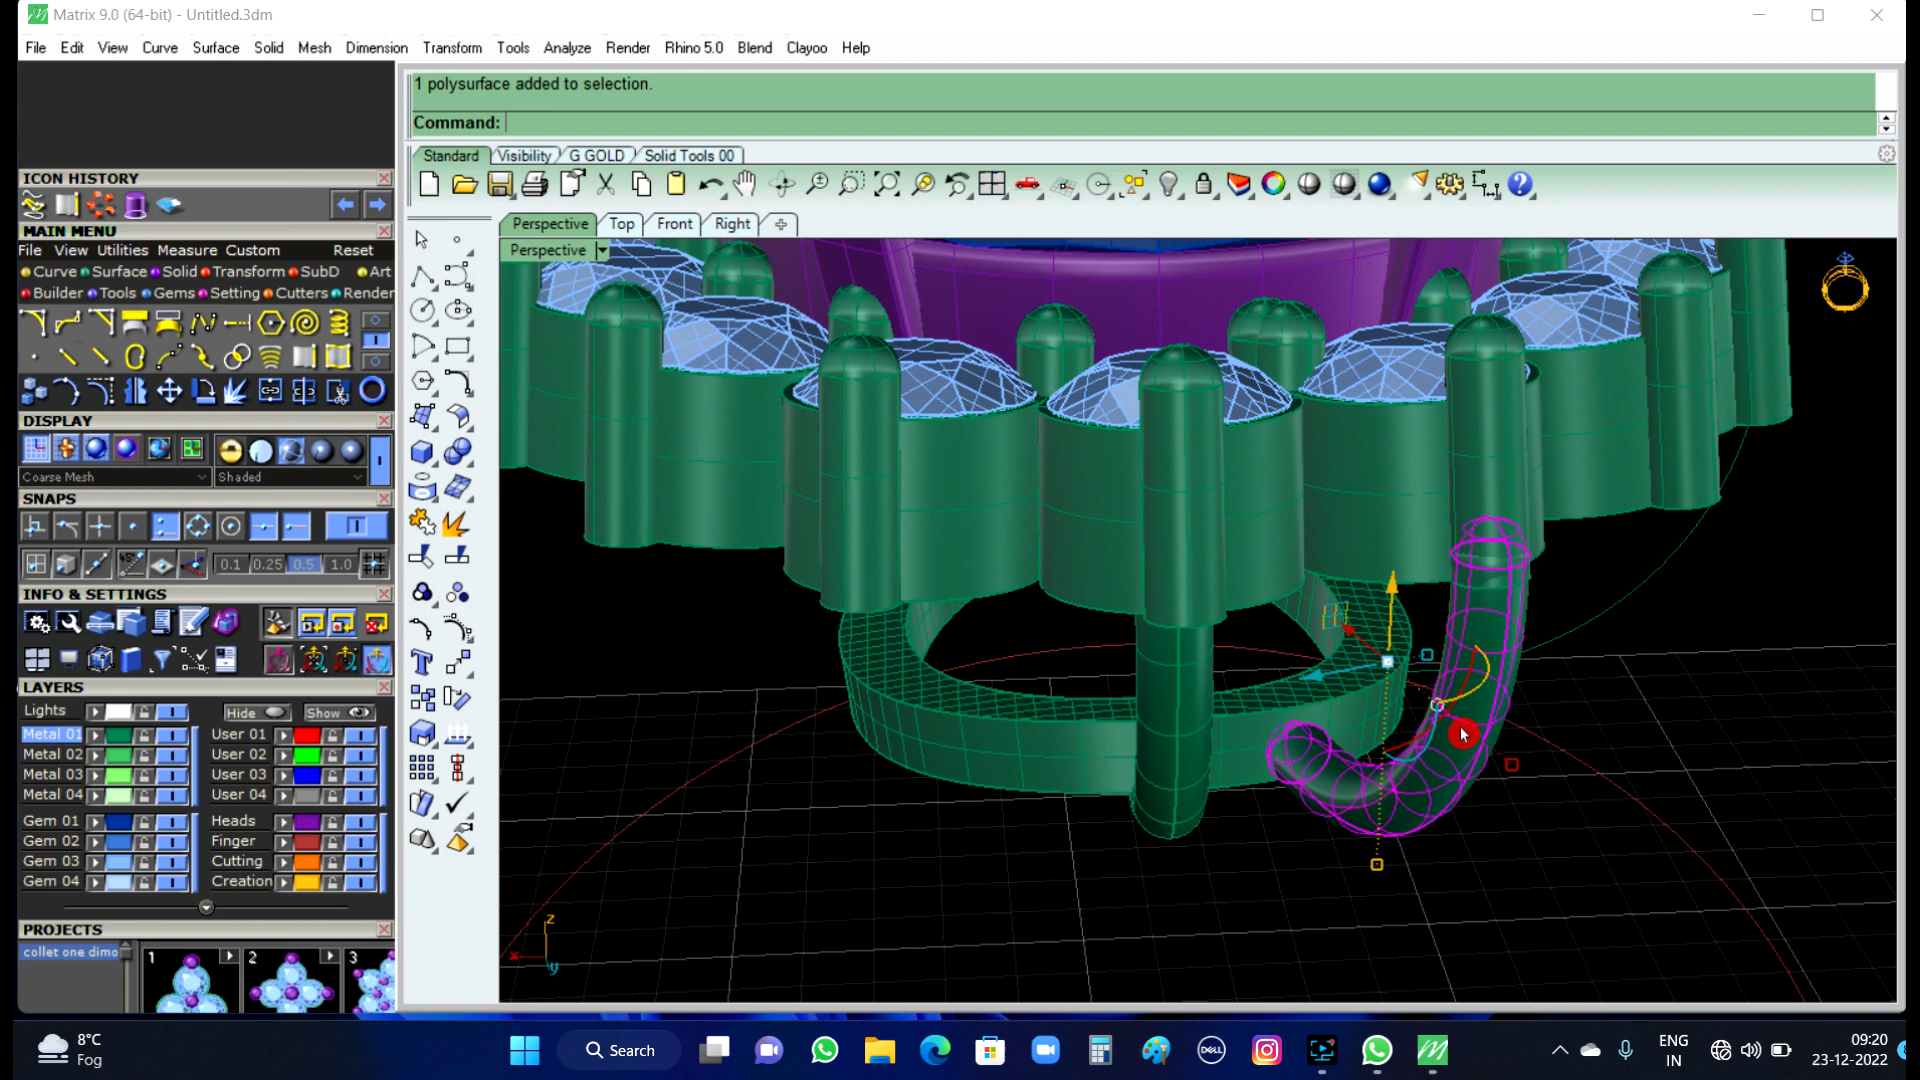 Matrix 9.0 (64-bit) - Untitled.3dm
File Edit View Curve Surface Solid Mesh Dimension Transform Tools Analyze Render Rhino 5.0 Blend Clayoo Help
1 polysurface added to selection.
Command:
Standard Visibility G GOLD Solid Tools 00
ICON HISTORY
MAIN MENU
File View Utilities Measure Custom Reset
Curve Surface Solid Transform SubD Art
Builder Tools Gems Setting Cutters Render
Perspective Top Front Right
Perspective
DISPLAY
Coarse Mesh Shaded
SNAPS
0.1 0.25 0.5 1.0
INFO & SETTINGS
LAYERS
Lights Hide Show
Metal 01 User 01
Metal 02 User 02
Metal 03 User 03
Metal 04 User 04
Gem 01 Heads
Gem 02 Finger
Gem 03 Cutting
Gem 04 Creation
PROJECTS
collet one dimo
1 2 3
z
x
y
8°C
Fog
Search
DELL
ENG
IN
09:20
23-12-2022